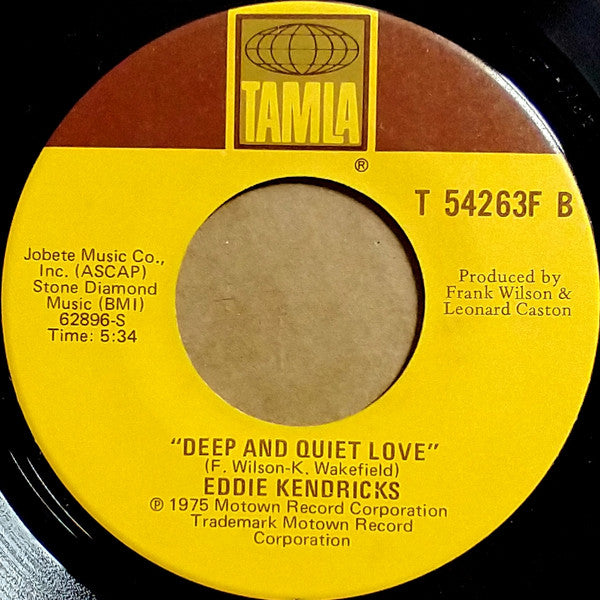 TAMLA
®
T 54263F B
Jobete Music Co.,
Inc. (ASCAP)
Stone Diamond
Music (BMI)
62896-S
Time: 5:34
Produced by
Frank Wilson &
Leonard Caston
"DEEP AND QUIET LOVE"
(F. Wilson-K. Wakefield)
EDDIE KENDRICKS
℗ 1975 Motown Record Corporation
Trademark Motown Record
Corporation